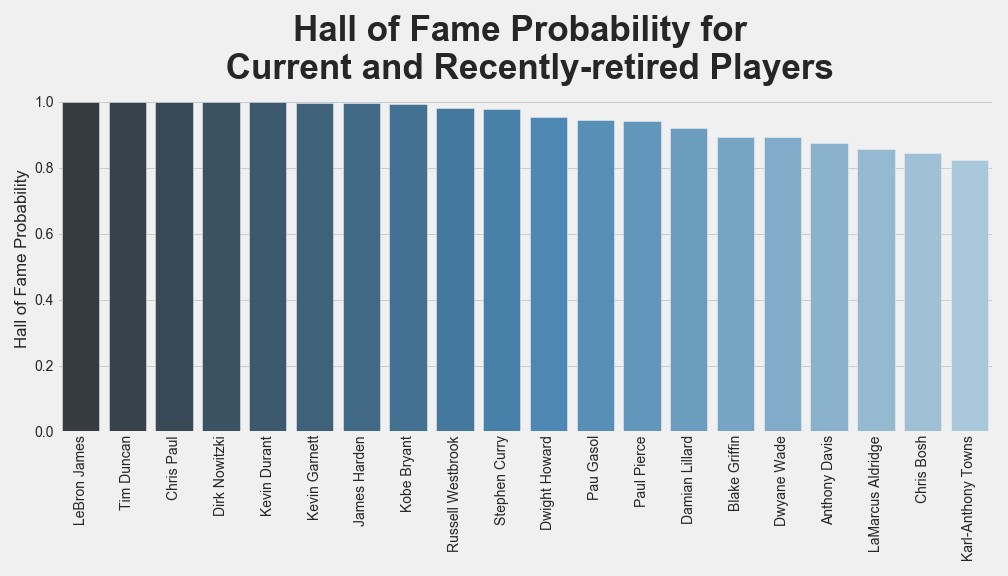 Hall of Fame Probability for
Current and Recently-retired Players
Hall of Fame Probability
1.0
0.8
0.6
0.4
0.2
0.0
LeBron James
Tim Duncan
Chris Paul
Dirk Nowitzki
Kevin Durant
Kevin Garnett
James Harden
Kobe Bryant
Russell Westbrook
Stephen Curry
Dwight Howard
Pau Gasol
Paul Pierce
Damian Lillard
Blake Griffin
Dwyane Wade
Anthony Davis
LaMarcus Aldridge
Chris Bosh
Karl-Anthony Towns